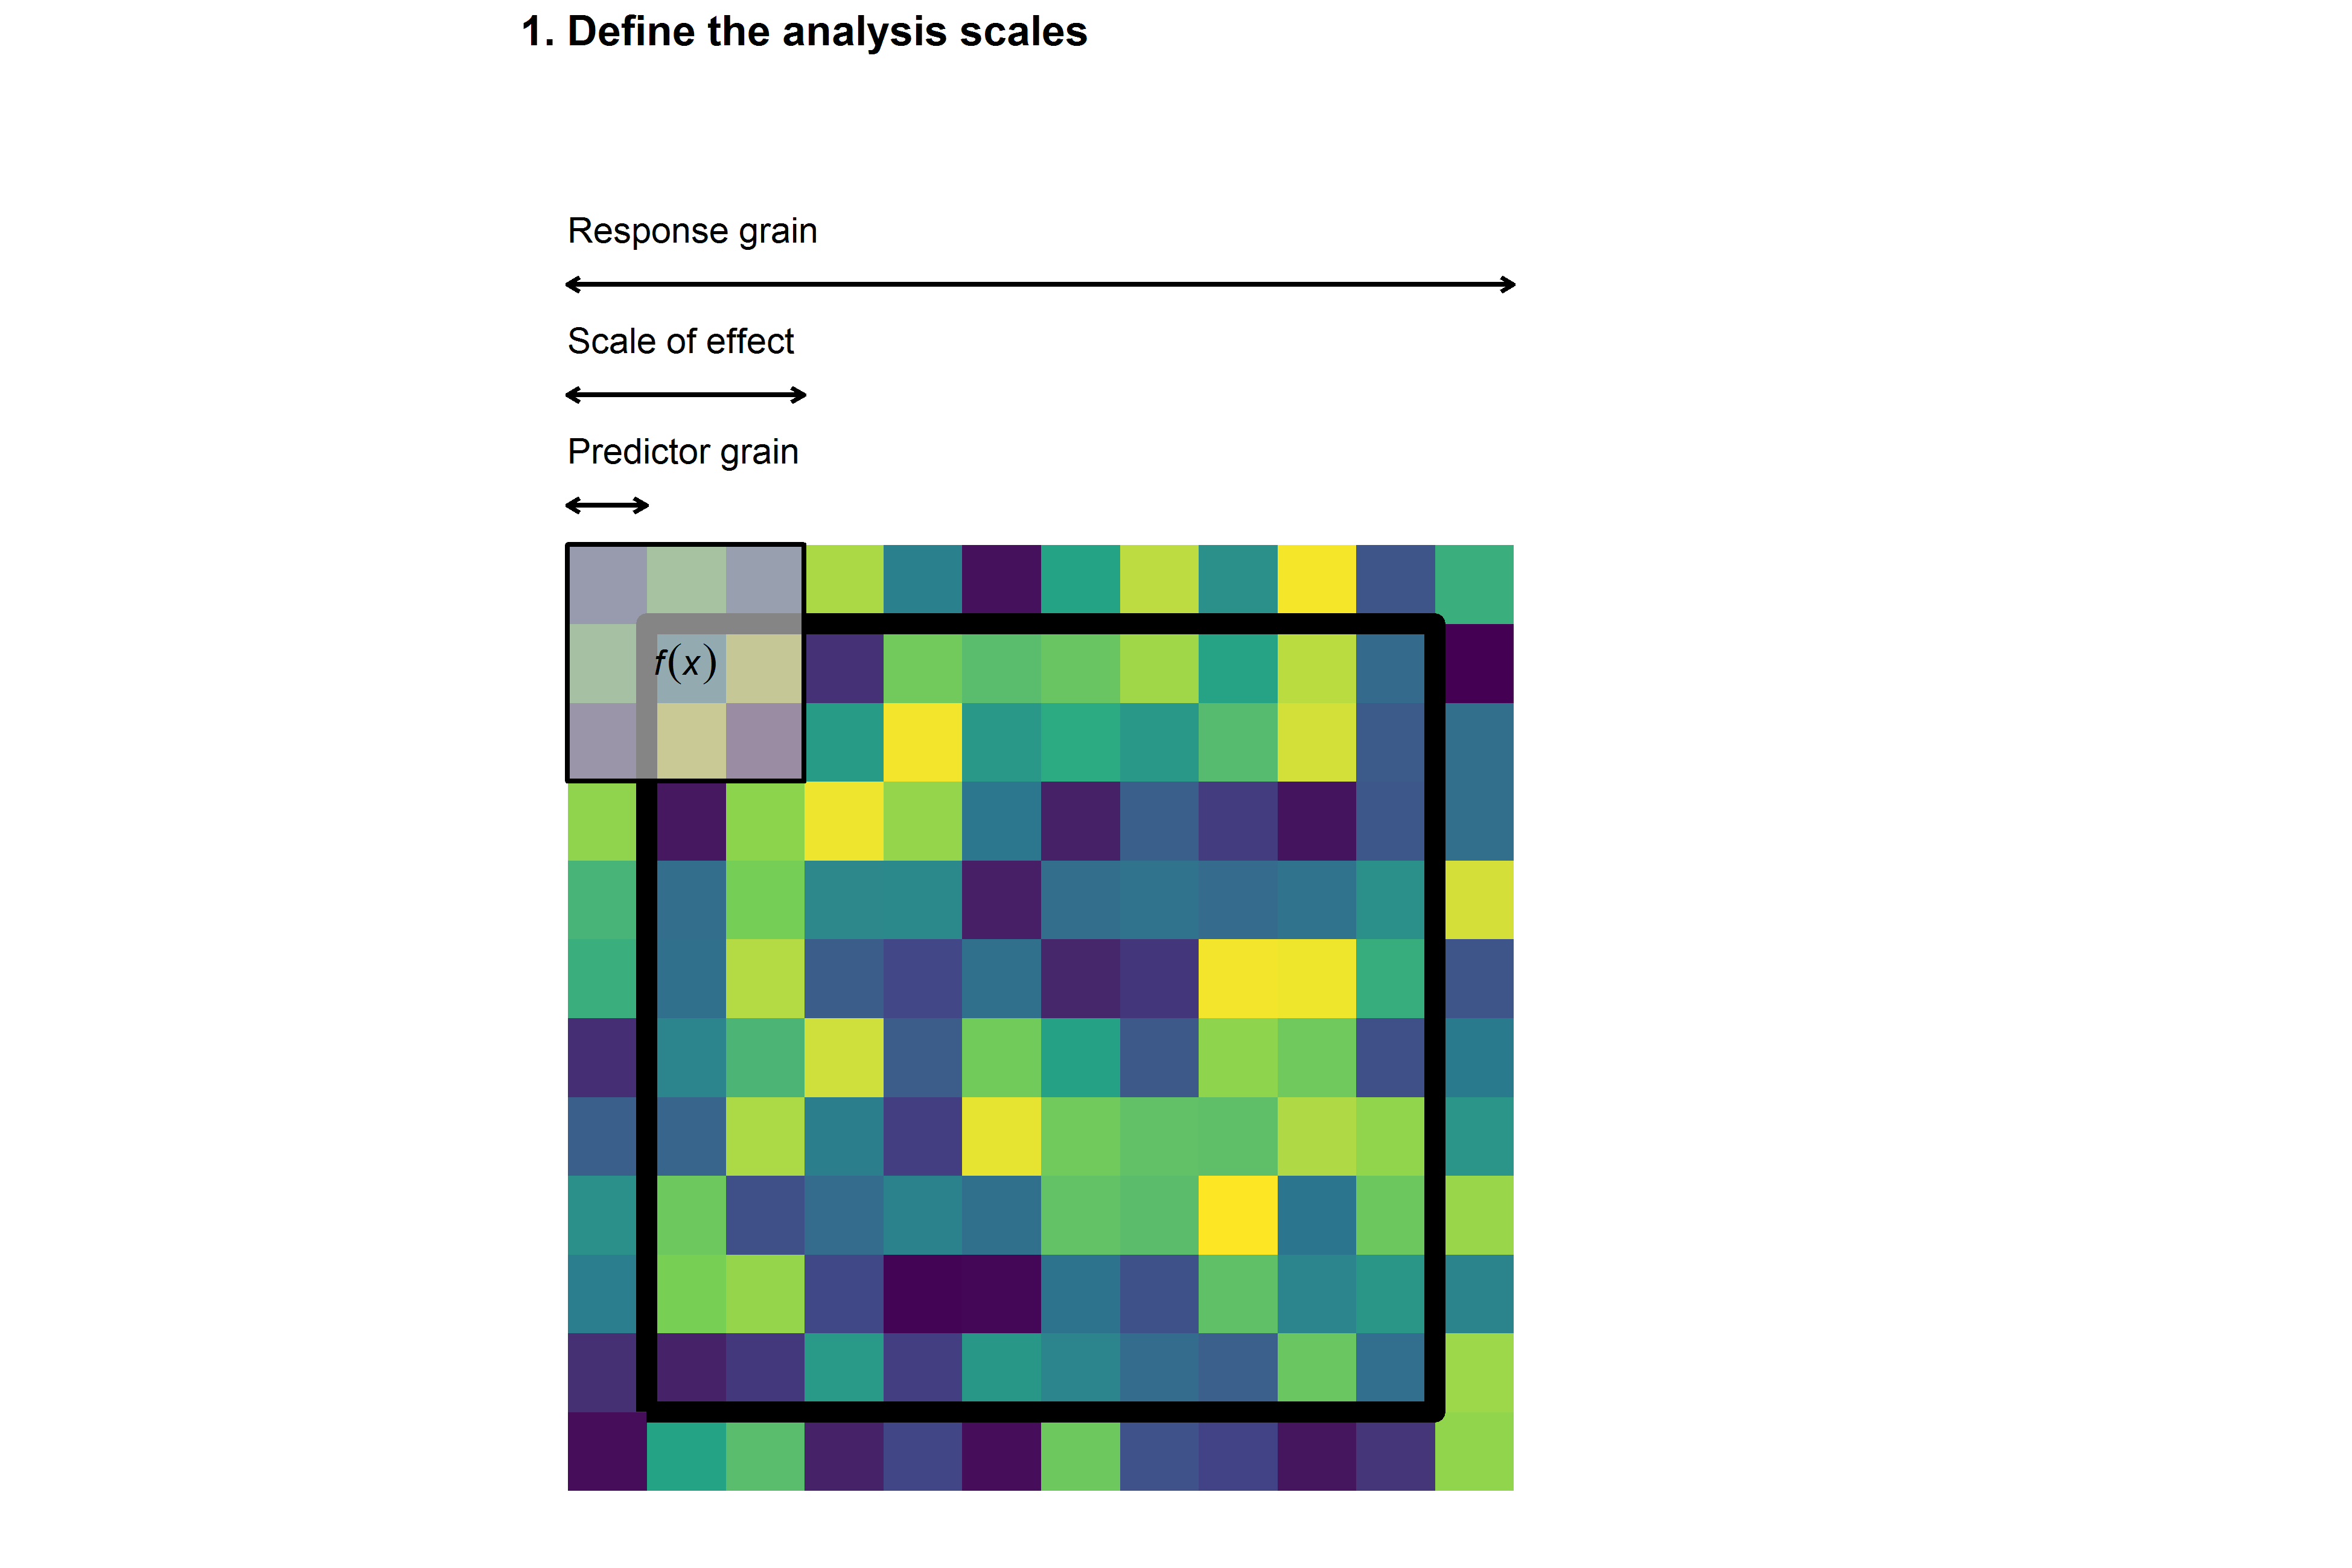 1. Define the analysis scales
Response grain
Scale of effect
Predictor grain
f(x)